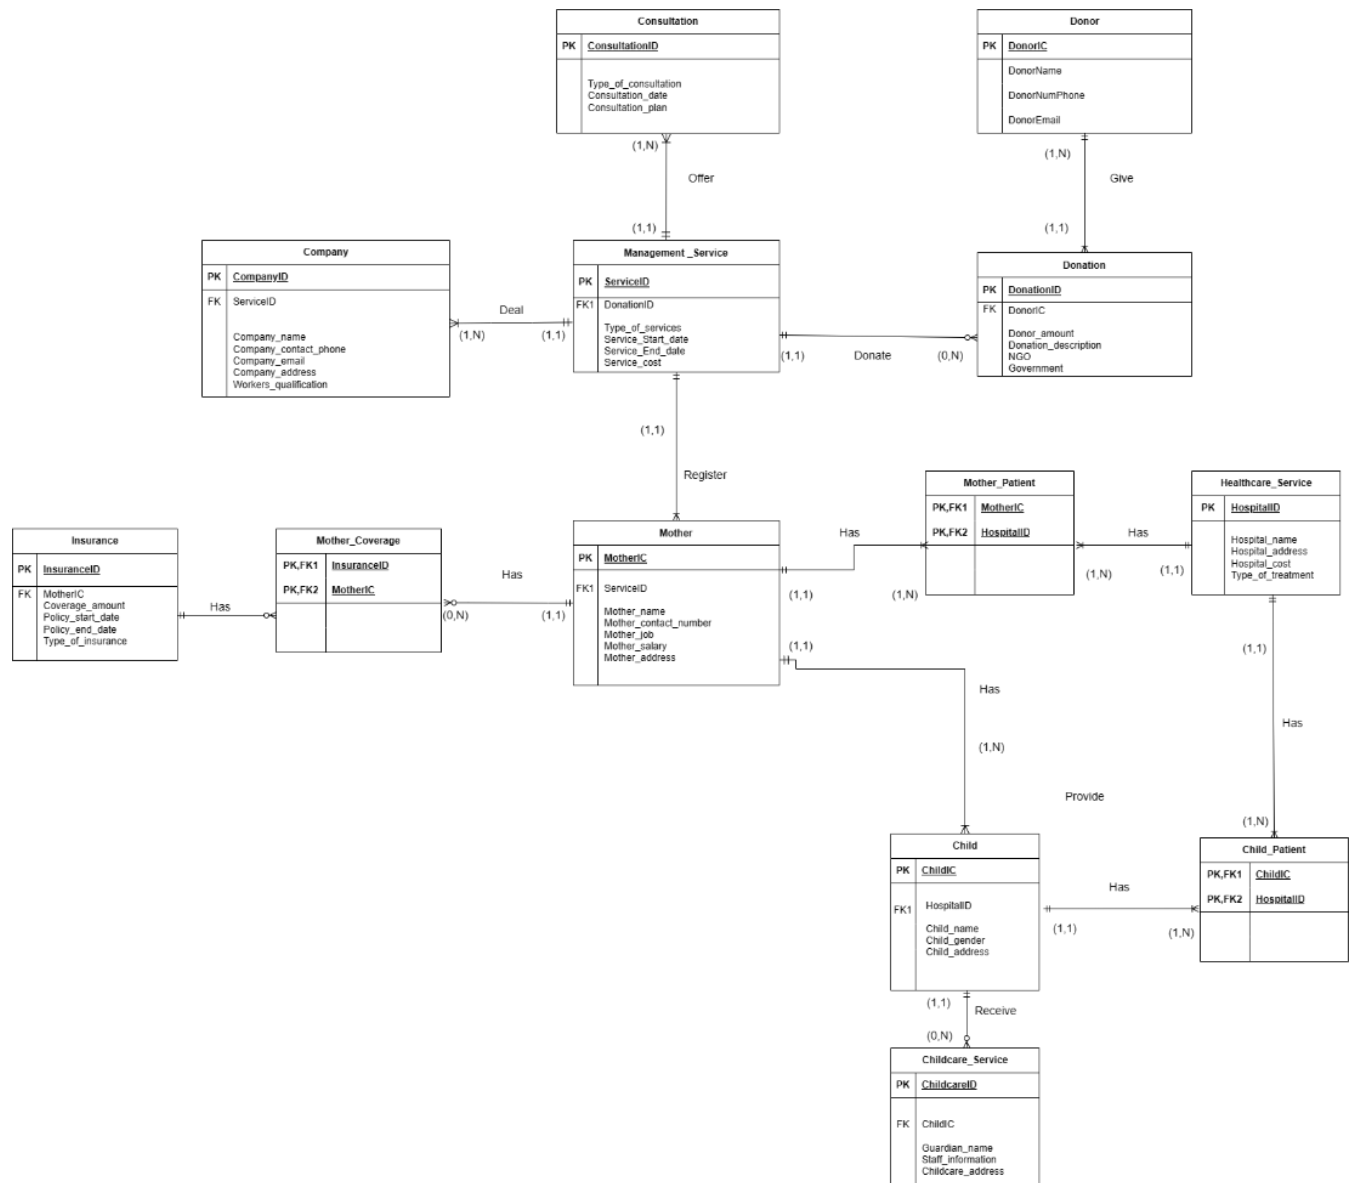 Consultation
PK ConsultationID
Type_of_consultation
Consultation_date
Consultation_plan
Donor
PK DonorIC
DonorName
DonorNumPhone
DonorEmail
(1,N)
Offer
(1,1)
(1,N)
Give
(1,1)
Company
PK CompanyID
FK ServiceID
Company_name
Company_contact_phone
Company_email
Company_address
Workers_qualification
Deal
(1,N)
(1,1)
Management _Service
PK ServiceID
FK1 DonationID
Type_of_services
Service_Start_date
Service_End_date
Service_cost
(1,1)
Donate
(0,N)
Donation
PK DonationID
FK DonorIC
Donor_amount
Donation_description
NGO
Government
(1,1)
Register
Insurance
PK InsuranceID
FK MotherIC
Coverage_amount
Policy_start_date
Policy_end_date
Type_of_insurance
Has
Mother_Coverage
PK,FK1 InsuranceID
PK,FK2 MotherIC
Has
(0,N)
(1,1)
Mother
PK MotherIC
FK1 ServiceID
Mother_name
Mother_contact_number
Mother_job
Mother_salary
Mother_address
Has
(1,1)
(1,N)
Mother_Patient
PK,FK1 MotherIC
PK,FK2 HospitalID
Has
(1,N)
(1,1)
Healthcare_Service
PK HospitalID
Hospital_name
Hospital_address
Hospital_cost
Type_of_treatment
(1,1)
Has
(1,N)
(1,1)
Has
(1,N)
Provide
Child
PK ChildIC
FK1 HospitalID
Child_name
Child_gender
Child_address
Has
(1,1)
(1,N)
Child_Patient
PK,FK1 ChildIC
PK,FK2 HospitalID
(1,1)
Receive
(0,N)
Childcare_Service
PK ChildcareID
FK ChildIC
Guardian_name
Staff_information
Childcare_address